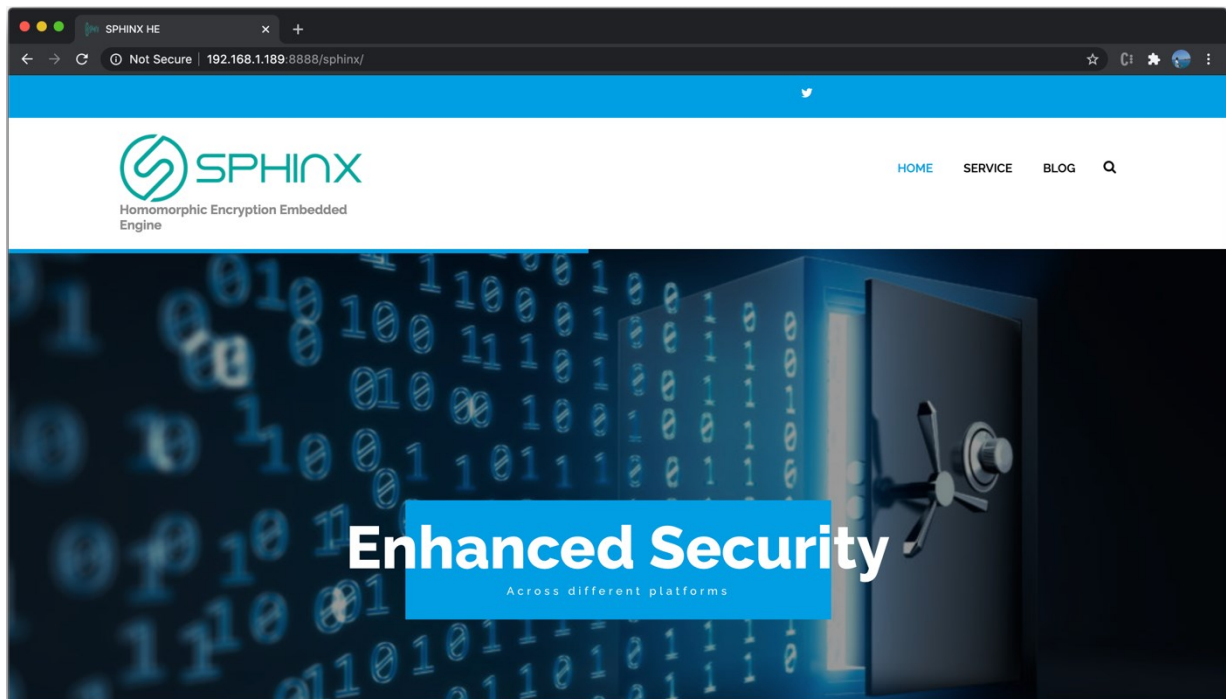 SPHINX HE
Not Secure | 192.168.1.189:8888/sphinx/
SPHINX
HOME SERVICE BLOG
Homomorphic Encryption Embedded
Engine
Enhanced Security
Across different platforms